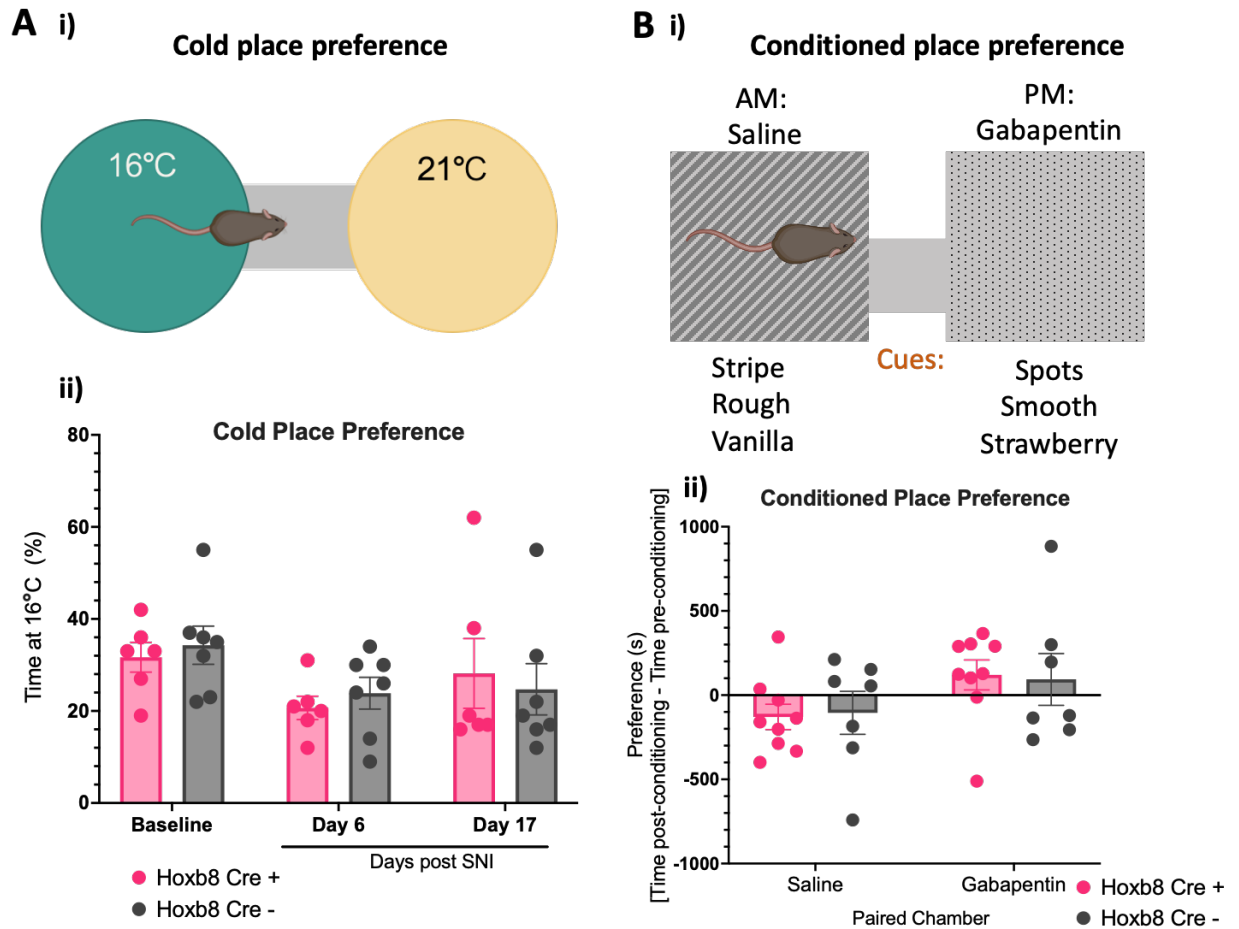 A i)
Cold place preference
16°C
21°C
ii)
Cold Place Preference
Time at 16°C (%)
80
60
40
20
0
Baseline
Day 6
Day 17
Days post SNI
Hoxb8 Cre +
Hoxb8 Cre -
B i)
Conditioned place preference
AM:
Saline
PM:
Gabapentin
Cues:
Stripe
Rough
Vanilla
Spots
Smooth
Strawberry
ii)
Conditioned Place Preference
Preference (s)
[Time post-conditioning - Time pre-conditioning]
1000
500
0
-500
-1000
Saline
Gabapentin
Paired Chamber
Hoxb8 Cre +
Hoxb8 Cre -